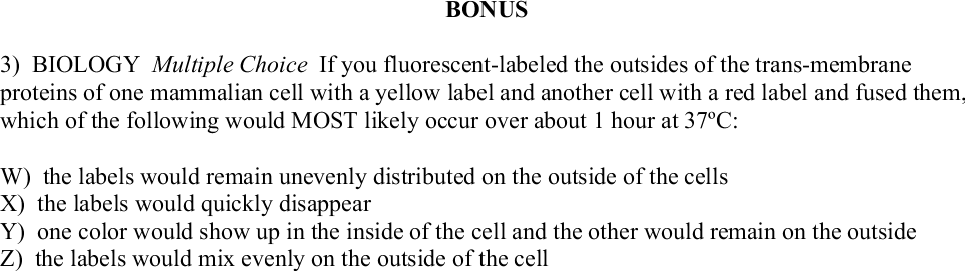 BONUS
3) BIOLOGY Multiple Choice If you fluorescent-labeled the outsides of the trans-membrane
proteins of one mammalian cell with a yellow label and another cell with a red label and fused them,
which of the following would MOST likely occur over about 1 hour at 37ºC:
W) the labels would remain unevenly distributed on the outside of the cells
X) the labels would quickly disappear
Y) one color would show up in the inside of the cell and the other would remain on the outside
Z) the labels would mix evenly on the outside of the cell